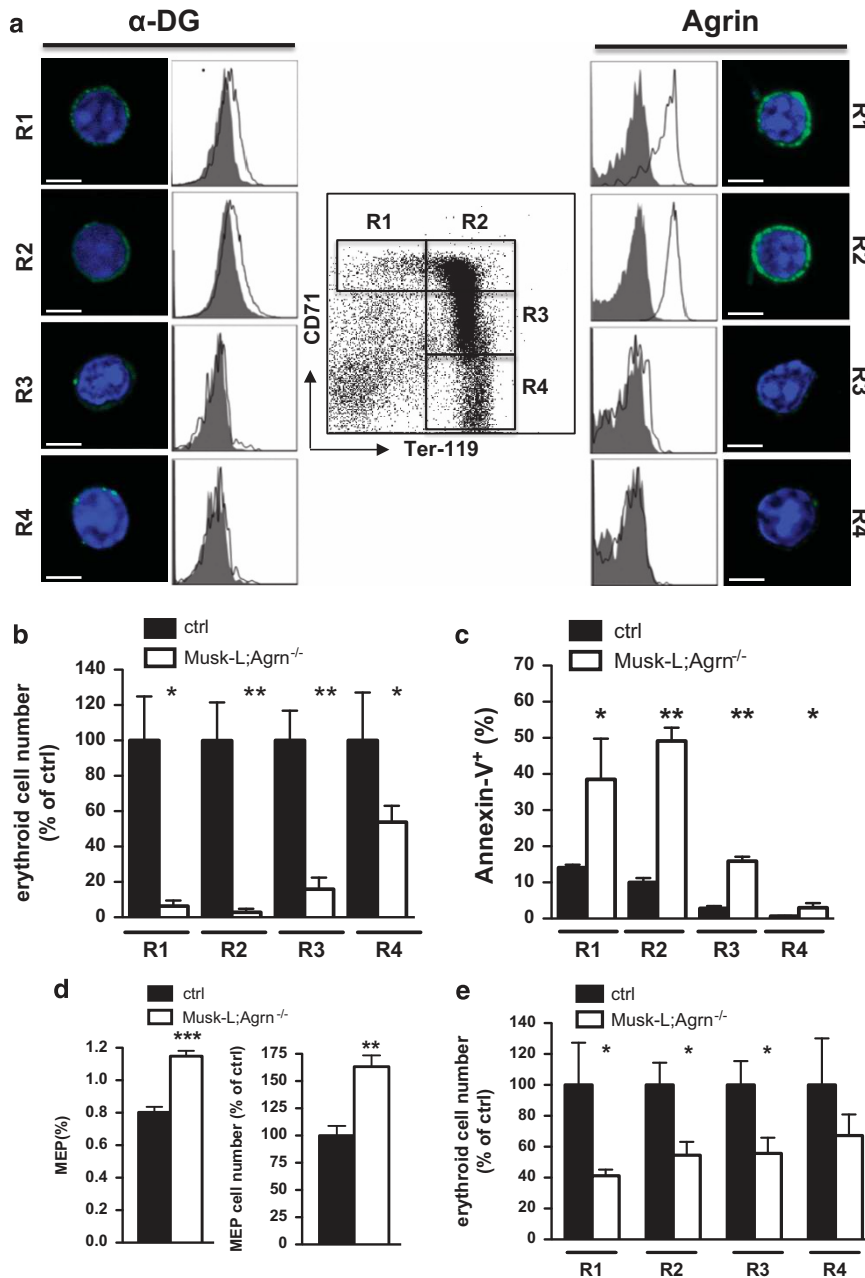 a
α-DG
Agrin
R1
R2
R3
R4
R1
R2
R3
R4
CD71
Ter-119
R1
R2
R3
R4
b
ctrl
Musk-L;Agrn-/-
erythroid cell number
(% of ctrl)
140
120
100
80
60
40
20
0
* ** ** *
R1 R2 R3 R4
c
ctrl
Musk-L;Agrn-/-
Annexin-V+ (%)
70
60
50
40
30
20
10
0
* ** ** *
R1 R2 R3 R4
d
ctrl
Musk-L;Agrn-/-
MEP(%)
1.2
1.0
0.8
0.6
0.4
0.2
0.0
***
MEP cell number (% of ctrl)
175
150
125
100
75
50
25
0
**
e
ctrl
Musk-L;Agrn-/-
erythroid cell number
(% of ctrl)
140
120
100
80
60
40
20
0
* * *
R1 R2 R3 R4